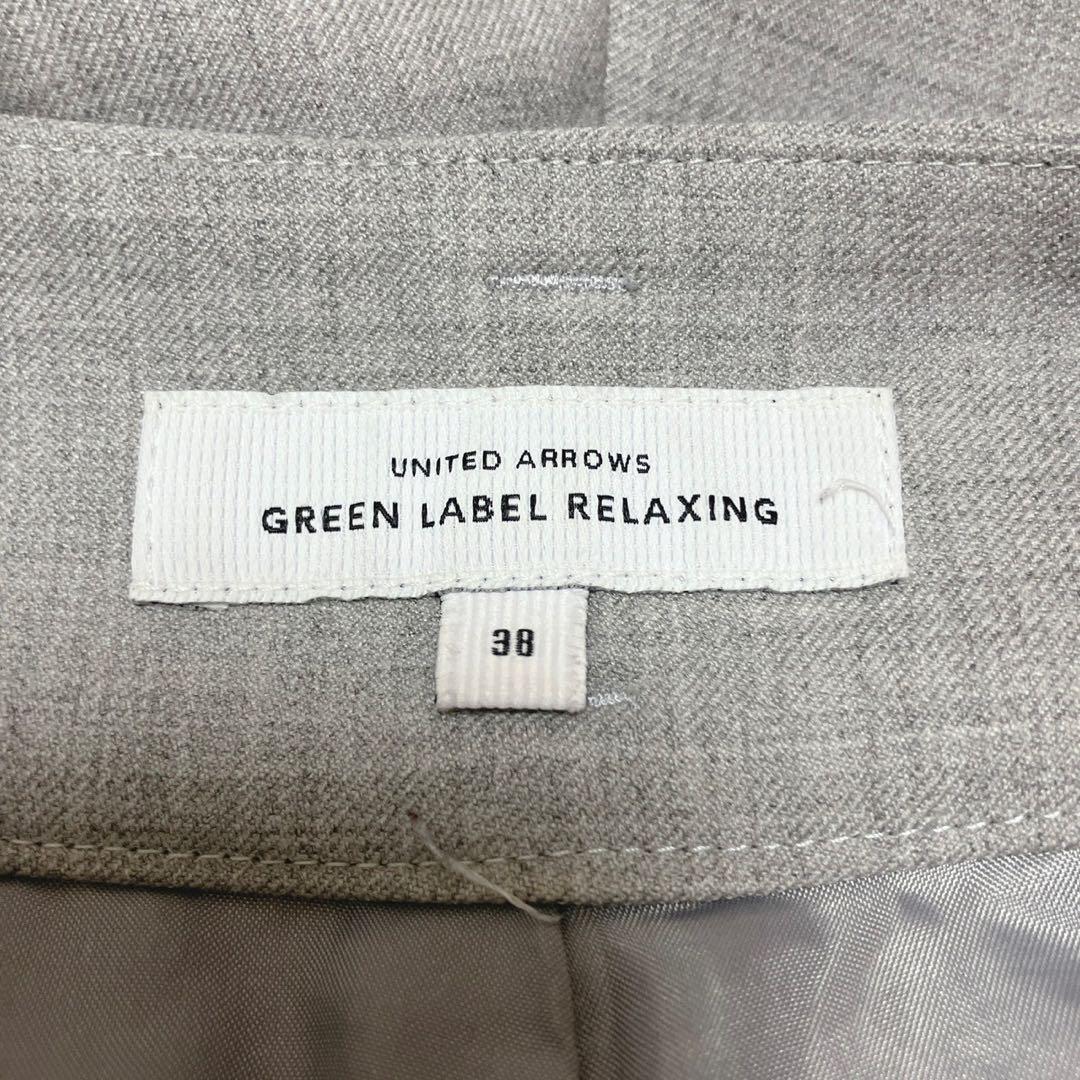 UNITED ARROWS
GREEN LABEL RELAXING
38